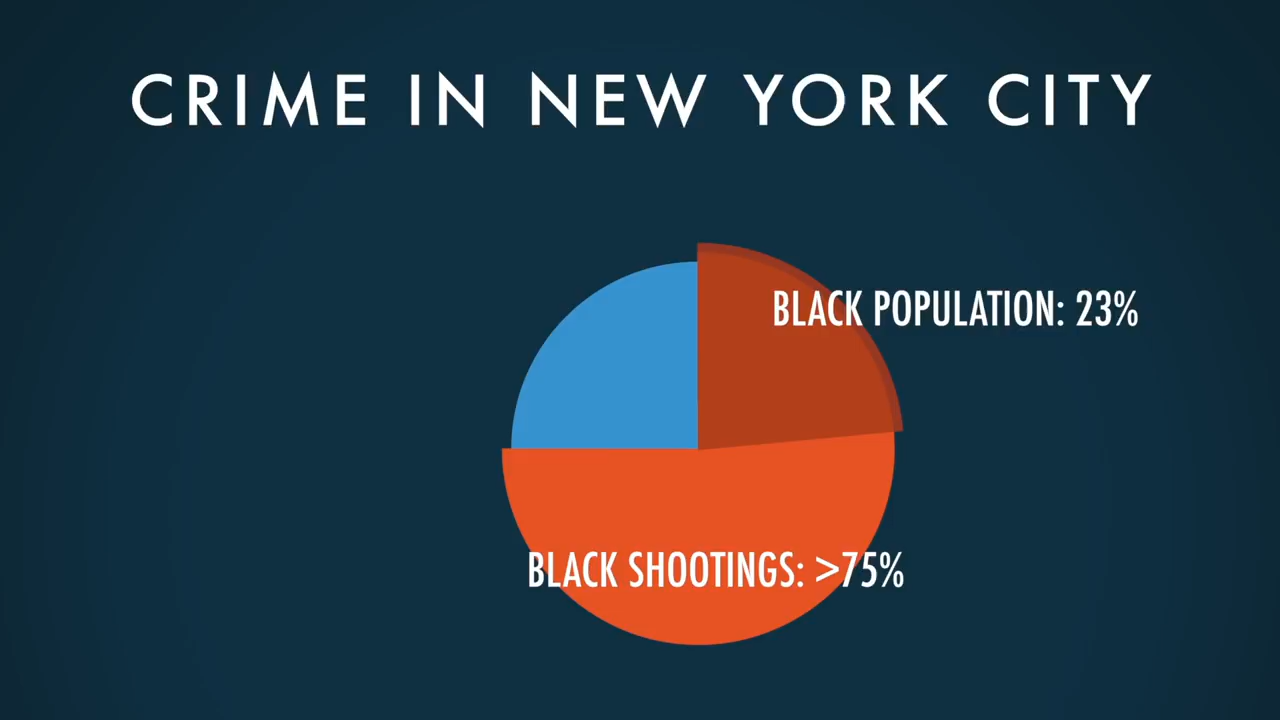 CRIME IN NEW YORK CITY
BLACK POPULATION: 23%
BLACK SHOOTINGS: >75%